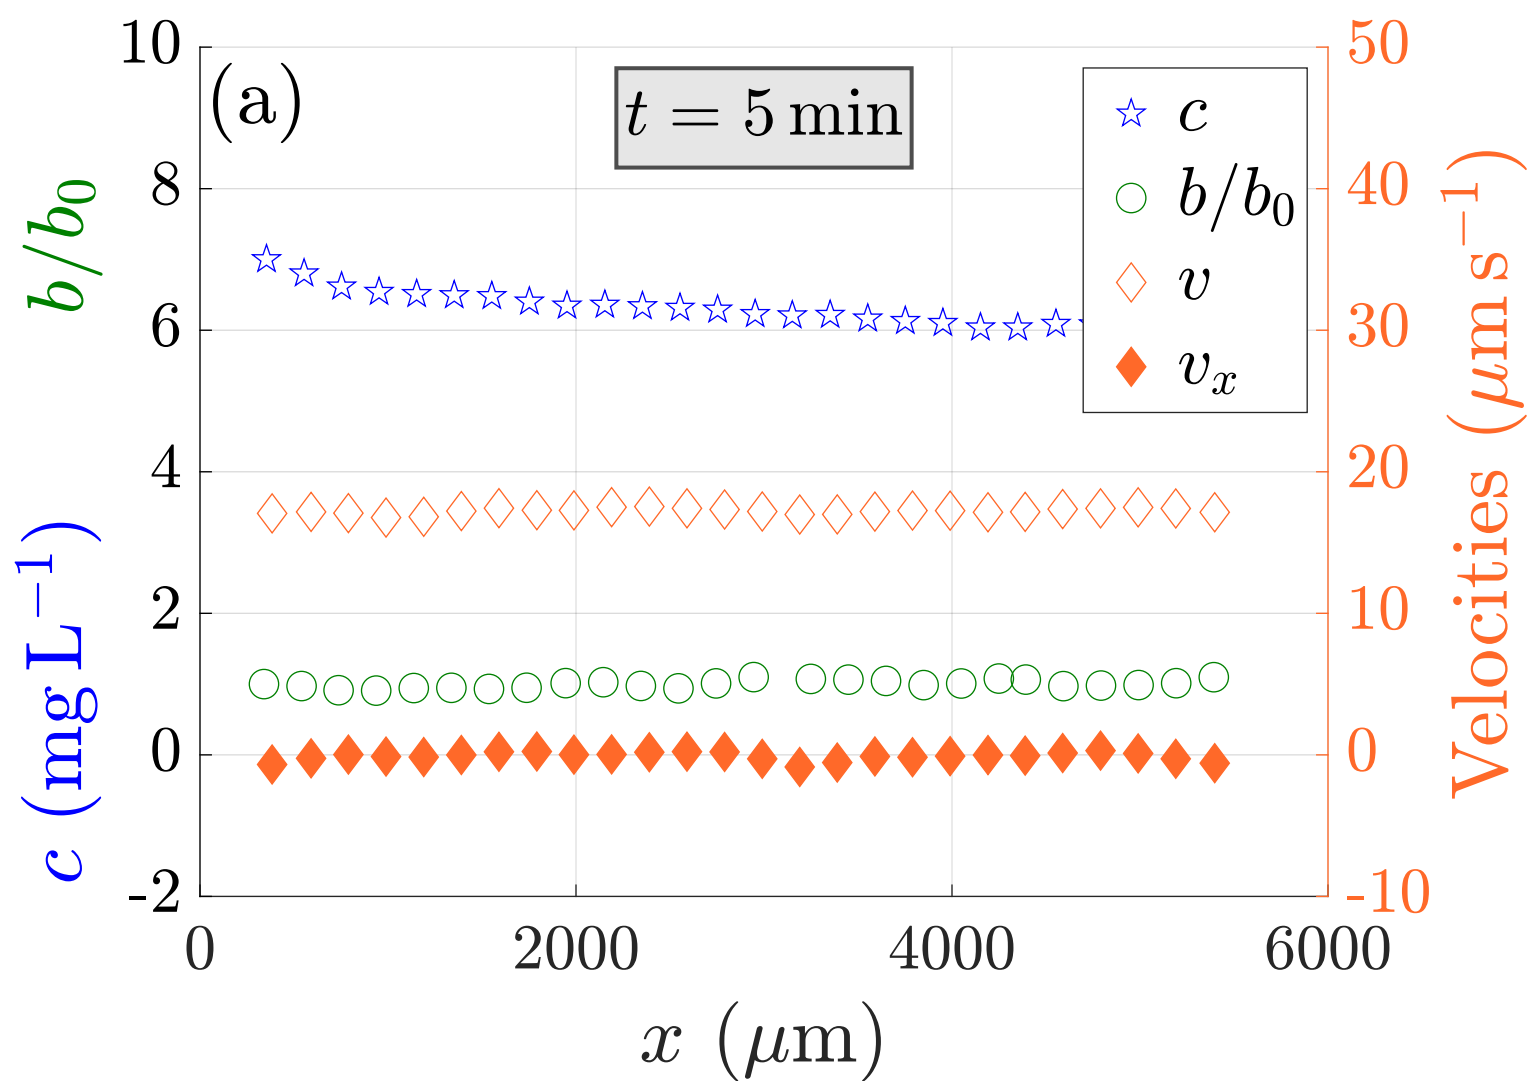 (a)
t = 5 min
c
b/b₀
v
vₓ
10
8
6
4
2
0
-2
b/b₀
c (mg L⁻¹)
50
40
30
20
10
0
-10
Velocities (μm s⁻¹)
0 2000 4000 6000
x (μm)